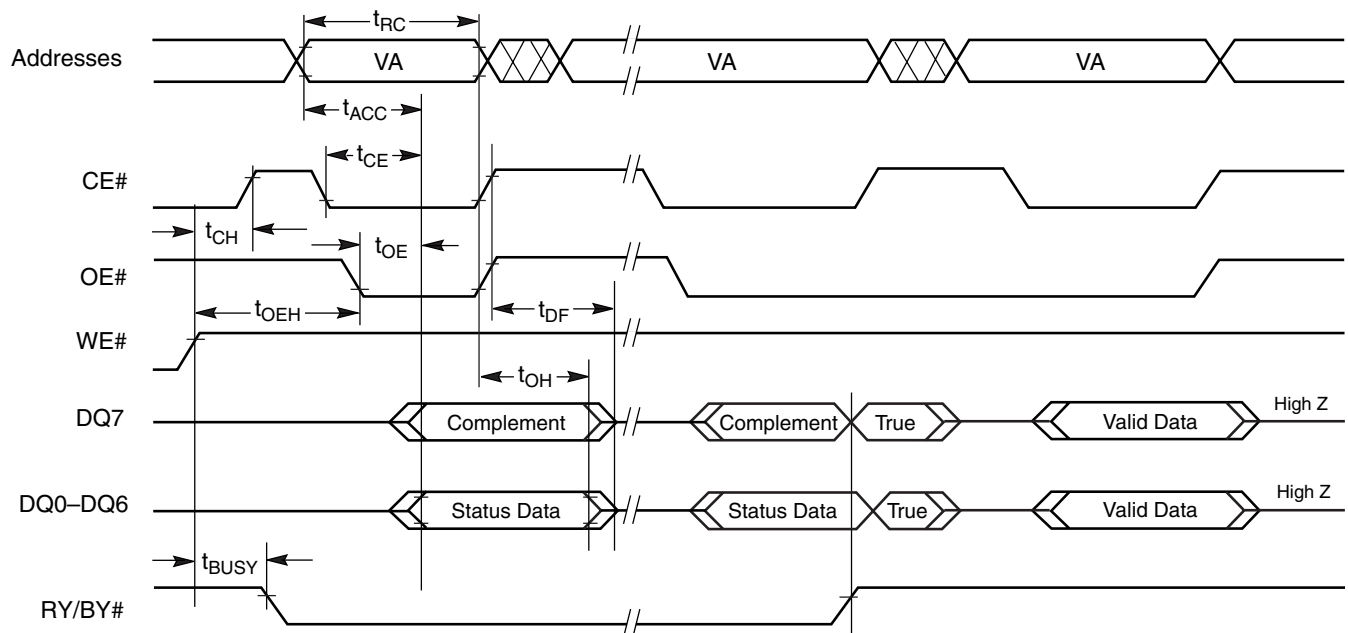 tRC
Addresses VA VA VA
tACC
tCE
CE#
tCH tOE
OE#
tOEH tDF
WE#
tOH
DQ7 Complement Complement True Valid Data High Z
DQ0–DQ6 Status Data Status Data True Valid Data High Z
tBUSY
RY/BY#